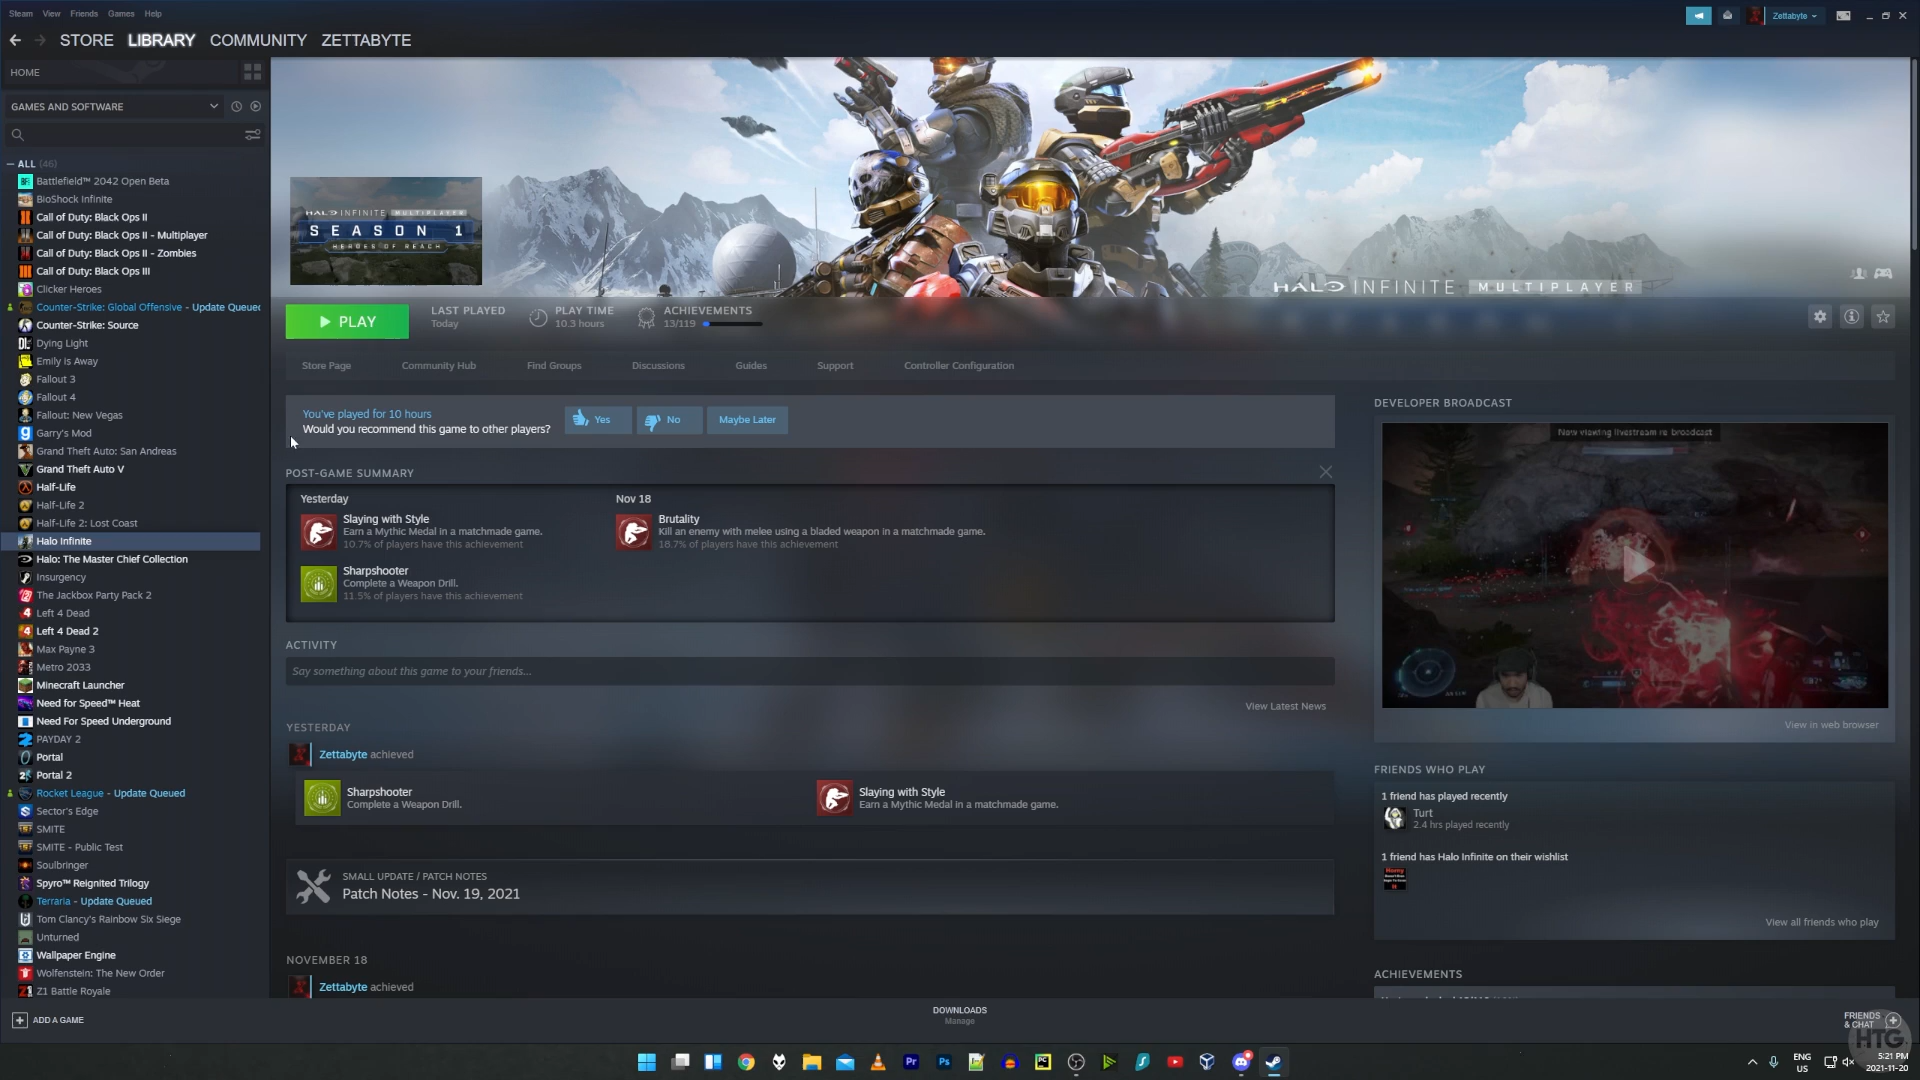 Steam View Friends Games Help
Zettabyte
STORE LIBRARY COMMUNITY ZETTABYTE
HOME
GAMES AND SOFTWARE
ALL (46)
Battlefield™ 2042 Open Beta
BioShock Infinite
Call of Duty: Black Ops II
Call of Duty: Black Ops II - Multiplayer
Call of Duty: Black Ops II - Zombies
Call of Duty: Black Ops III
Clicker Heroes
Counter-Strike: Global Offensive - Update Queued
Counter-Strike: Source
Dying Light
Emily is Away
Fallout 3
Fallout 4
Fallout: New Vegas
Garry's Mod
Grand Theft Auto: San Andreas
Grand Theft Auto V
Half-Life
Half-Life 2
Half-Life 2: Lost Coast
Halo Infinite
Halo: The Master Chief Collection
Insurgency
The Jackbox Party Pack 2
Left 4 Dead
Left 4 Dead 2
Max Payne 3
Metro 2033
Minecraft Launcher
Need for Speed™ Heat
Need For Speed Underground
PAYDAY 2
Portal
Portal 2
Rocket League - Update Queued
Sector's Edge
SMITE
SMITE - Public Test
Soulbringer
Spyro™ Reignited Trilogy
Terraria - Update Queued
Tom Clancy's Rainbow Six Siege
Unturned
Wallpaper Engine
Wolfenstein: The New Order
Z1 Battle Royale
ADD A GAME
HALO INFINITE MULTIPLAYER
SEASON 1
HEROES OF REACH
HALO INFINITE MULTIPLAYER
PLAY
LAST PLAYED
Today
PLAY TIME
10.3 hours
ACHIEVEMENTS
13/119
Store Page Community Hub Find Groups Discussions Guides Support Controller Configuration
You've played for 10 hours
Would you recommend this game to other players?
Yes No Maybe Later
POST-GAME SUMMARY
Yesterday
Slaying with Style
Earn a Mythic Medal in a matchmade game.
10.7% of players have this achievement
Sharpshooter
Complete a Weapon Drill.
11.5% of players have this achievement
Nov 18
Brutality
Kill an enemy with melee using a bladed weapon in a matchmade game.
18.7% of players have this achievement
ACTIVITY
Say something about this game to your friends...
View Latest News
YESTERDAY
Zettabyte achieved
Sharpshooter
Complete a Weapon Drill.
Slaying with Style
Earn a Mythic Medal in a matchmade game.
SMALL UPDATE / PATCH NOTES
Patch Notes - Nov. 19, 2021
NOVEMBER 18
Zettabyte achieved
DEVELOPER BROADCAST
Now viewing livestream re broadcast
View in web browser
FRIENDS WHO PLAY
1 friend has played recently
Turt
2.4 hrs played recently
1 friend has Halo Infinite on their wishlist
View all friends who play
ACHIEVEMENTS
DOWNLOADS
Manage
FRIENDS
& CHAT
HTG
ENG
US
5:21 PM
2021-11-20